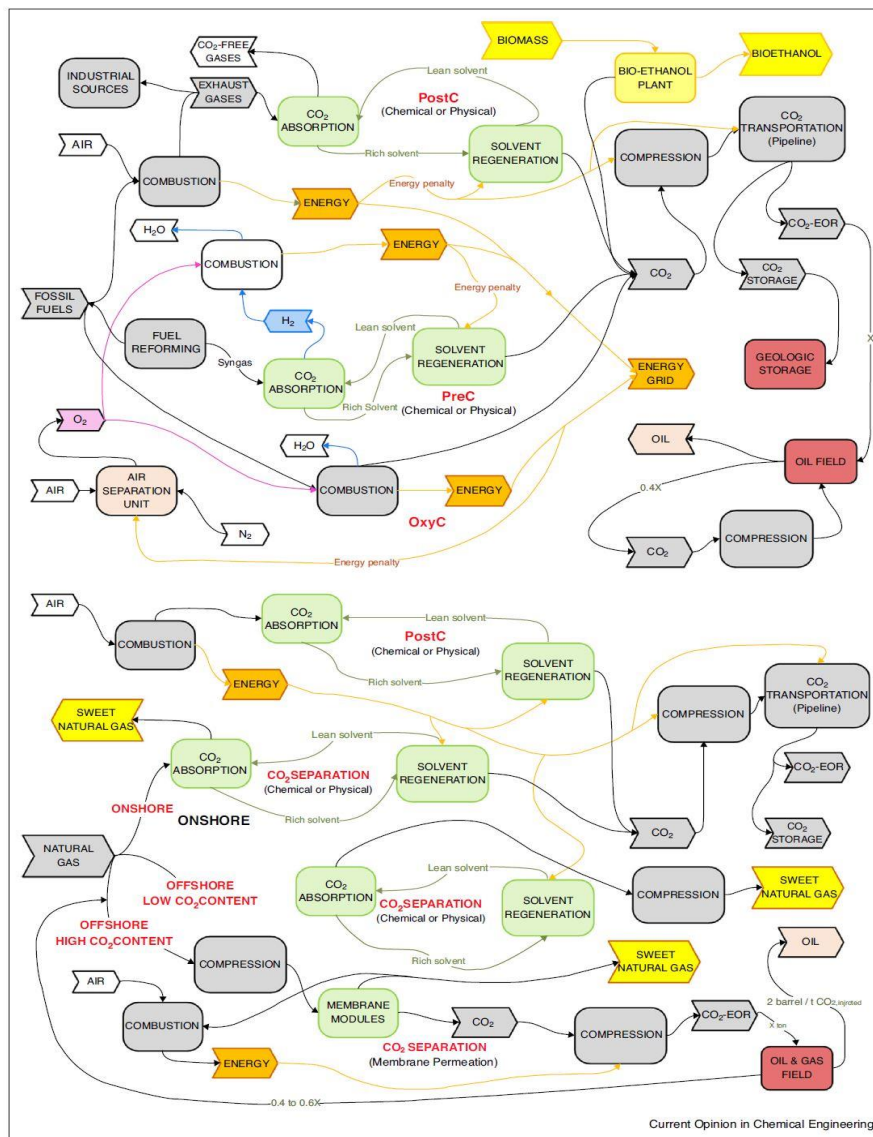 CO2-FREE
GASES
BIOMASS
BIOETHANOL
BIO-ETHANOL
PLANT
INDUSTRIAL
SOURCES
EXHAUST
GASES
Lean solvent
CO2
ABSORPTION
PostC
(Chemical or Physical)
Rich solvent
SOLVENT
REGENERATION
COMPRESSION
CO2
TRANSPORTATION
(Pipeline)
AIR
COMBUSTION
Energy penalty
ENERGY
CO2-EOR
H2O
COMBUSTION
ENERGY
CO2
CO2
STORAGE
Energy penalty
FOSSIL
FUELS
H2
FUEL
REFORMING
Syngas
Lean solvent
CO2
ABSORPTION
SOLVENT
REGENERATION
Rich Solvent
PreC
(Chemical or Physical)
ENERGY
GRID
GEOLOGIC
STORAGE
X
O2
H2O
OIL
AIR
AIR
SEPARATION
UNIT
COMBUSTION
ENERGY
OIL FIELD
OxyC
0.4X
N2
COMPRESSION
CO2
Energy penalty
AIR
COMBUSTION
CO2
ABSORPTION
Lean solvent
PostC
(Chemical or Physical)
Rich solvent
SOLVENT
REGENERATION
ENERGY
CO2
TRANSPORTATION
(Pipeline)
COMPRESSION
SWEET
NATURAL GAS
CO2
ABSORPTION
Lean solvent
CO2SEPARATION
(Chemical or Physical)
SOLVENT
REGENERATION
CO2-EOR
ONSHORE
ONSHORE
Rich solvent
CO2
CO2
STORAGE
NATURAL
GAS
OFFSHORE
LOW CO2CONTENT
Lean solvent
CO2
ABSORPTION
CO2SEPARATION
(Chemical or Physical)
SOLVENT
REGENERATION
COMPRESSION
SWEET
NATURAL GAS
OFFSHORE
HIGH CO2CONTENT
Rich solvent
SWEET
NATURAL GAS
OIL
COMPRESSION
AIR
COMBUSTION
MEMBRANE
MODULES
CO2
COMPRESSION
CO2-EOR
2 barrel / t CO2,injected
X ton
CO2 SEPARATION
(Membrane Permeation)
ENERGY
OIL & GAS
FIELD
0.4 to 0.6X
Current Opinion in Chemical Engineering